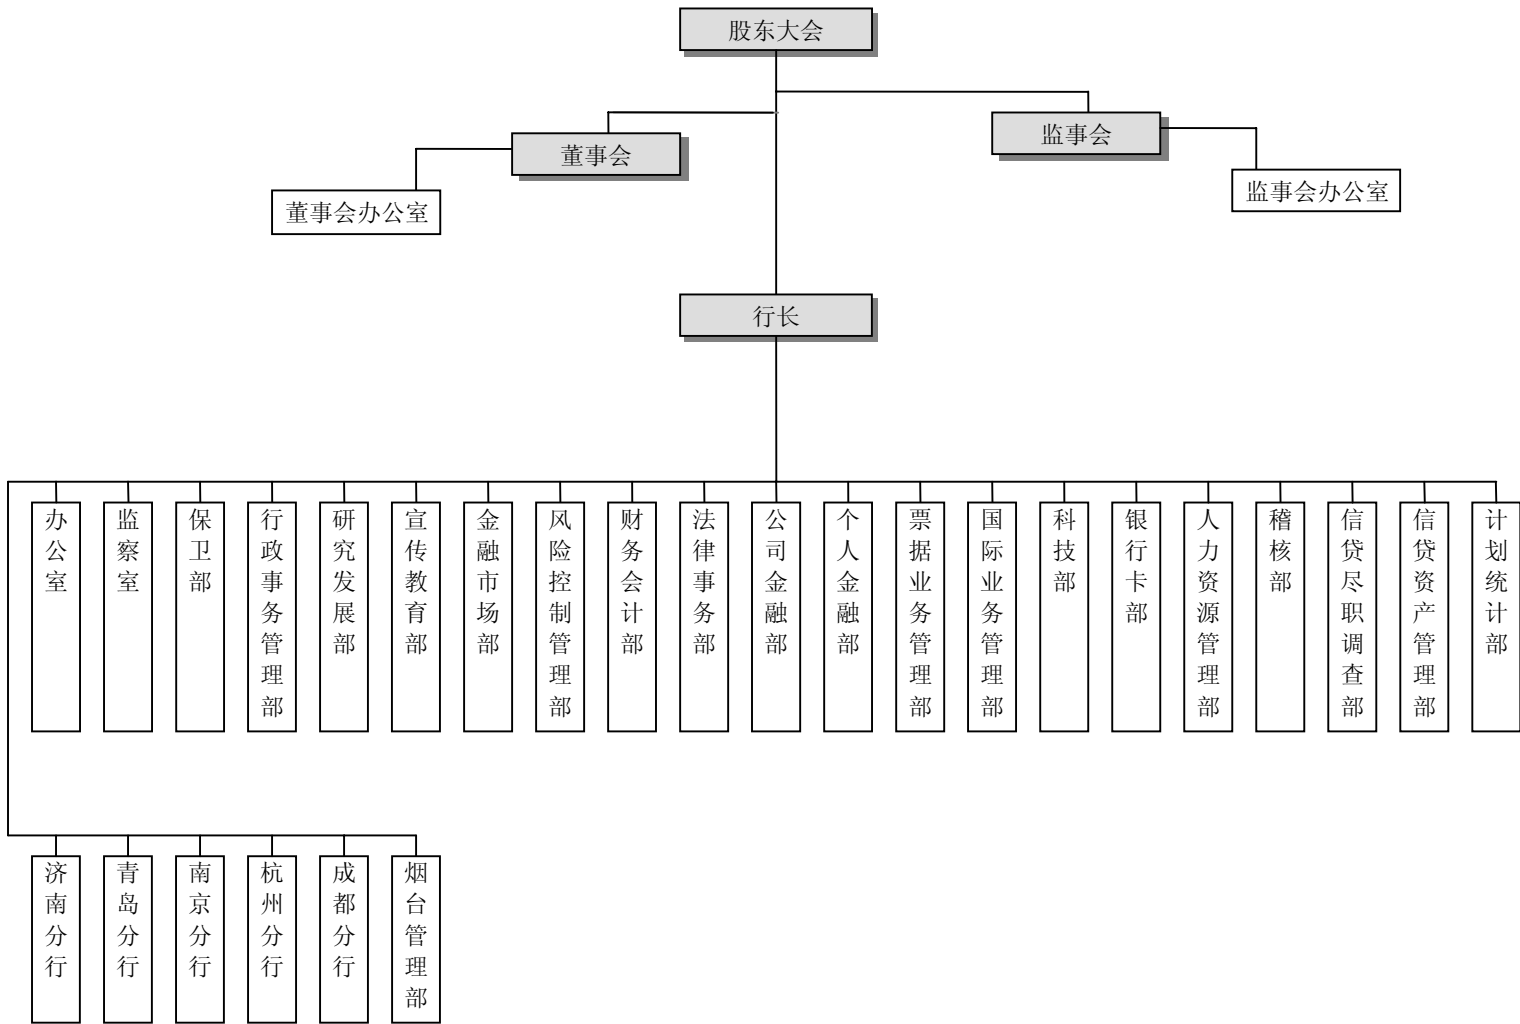 股东大会
董事会
监事会
董事会办公室
监事会办公室
行长
办公室
监察室
保卫部
行政事务管理部
研究发展部
宣传教育部
金融市场部
风险控制管理部
财务会计部
法律事务部
公司金融部
个人金融部
票据业务管理部
国际业务管理部
科技部
银行卡部
人力资源管理部
稽核部
信贷尽职调查部
信贷资产管理部
计划统计部
济南分行
青岛分行
南京分行
杭州分行
成都分行
烟台管理部